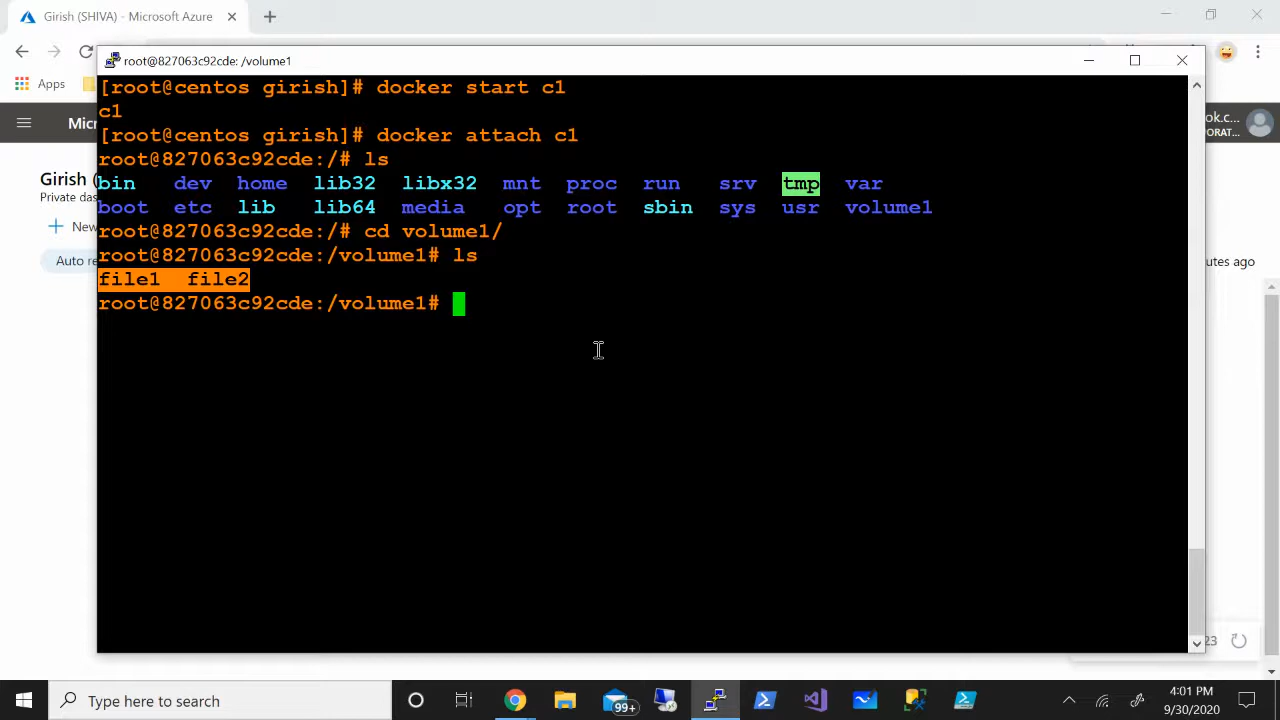 Girish (SHIVA) - Microsoft Azure
Apps
root@827063c92cde: /volume1
[root@centos girish]# docker start c1
c1
[root@centos girish]# docker attach c1
root@827063c92cde:/# ls
bin dev home lib32 libx32 mnt proc run srv tmp var
boot etc lib lib64 media opt root sbin sys usr volume1
root@827063c92cde:/# cd volume1/
root@827063c92cde:/volume1# ls
file1 file2
root@827063c92cde:/volume1#
Micr
ok.c...
ORAT...
Girish (
Private das
New
Auto re
utes ago
23
Type here to search
99+
4:01 PM
9/30/2020